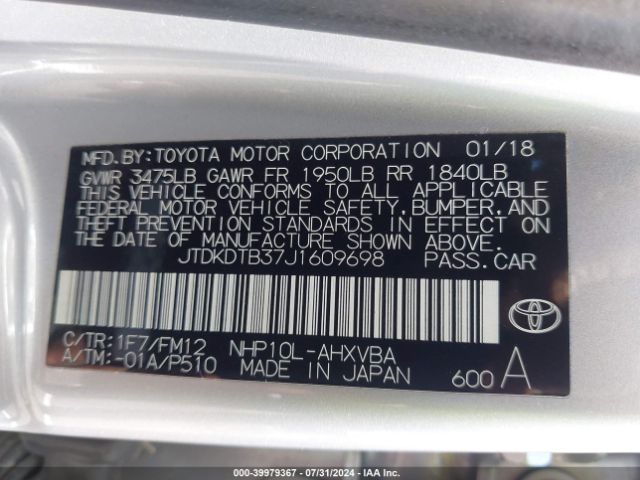 MFD.BY:TOYOTA MOTOR CORPORATION 01/18
GVWR 3475LB GAWR FR 1950LB RR 1840LB
THIS VEHICLE CONFORMS TO ALL APPLICABLE
FEDERAL MOTOR VEHICLE SAFETY,BUMPER,AND
THEFT PREVENTION STANDARDS IN EFFECT ON
THE DATE OF MANUFACTURE SHOWN ABOVE.
JTDKDTB37J1609698 PASS.CAR
C/TR:1F7/FM12 NHP10L-AHXVBA
A/TM:-01A/P510 MADE IN JAPAN 600 A
000-39979367 | 07/31/2024 | IAA Inc.